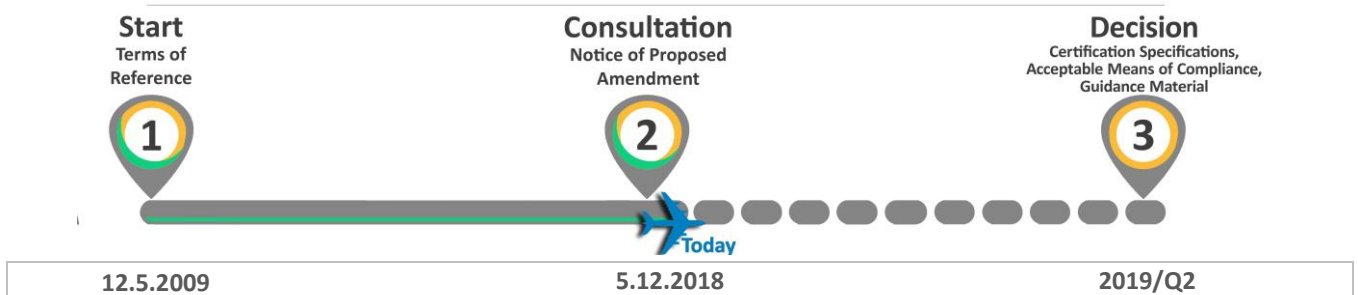 Start
Terms of
Reference
1
Consultation
Notice of Proposed
Amendment
2
Decision
Certification Specifications,
Acceptable Means of Compliance,
Guidance Material
3
Today
12.5.2009
5.12.2018
2019/Q2